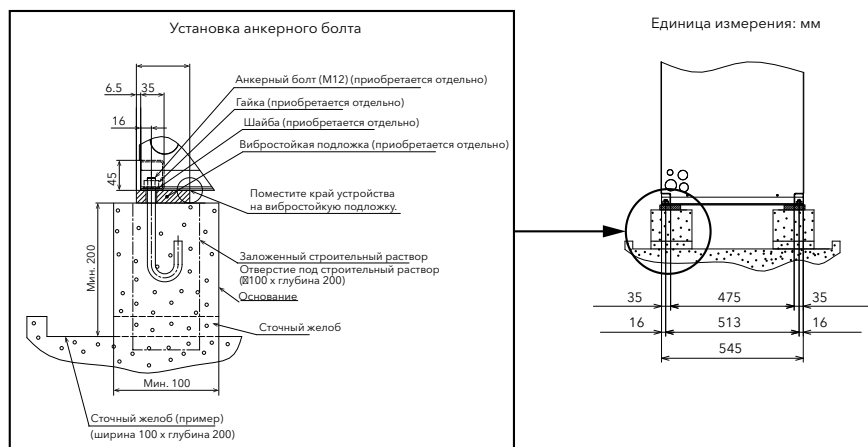 Установка анкерного болта
Единица измерения: мм
Анкерный болт (М12) (приобретается отдельно)
6.5 35
Гайка (приобретается отдельно)
16
Шайба (приобретается отдельно)
Вибростойкая подложка (приобретается отдельно)
45
Поместите край устройства
на вибростойкую подложку.
Мин. 200
Заложенный строительный раствор
Отверстие под строительный раствор
(☒100 x глубина 200)
Основание
Сточный желоб
Мин. 100
Сточный желоб (пример)
(ширина 100 x глубина 200)
35 475 35
16 513 16
545